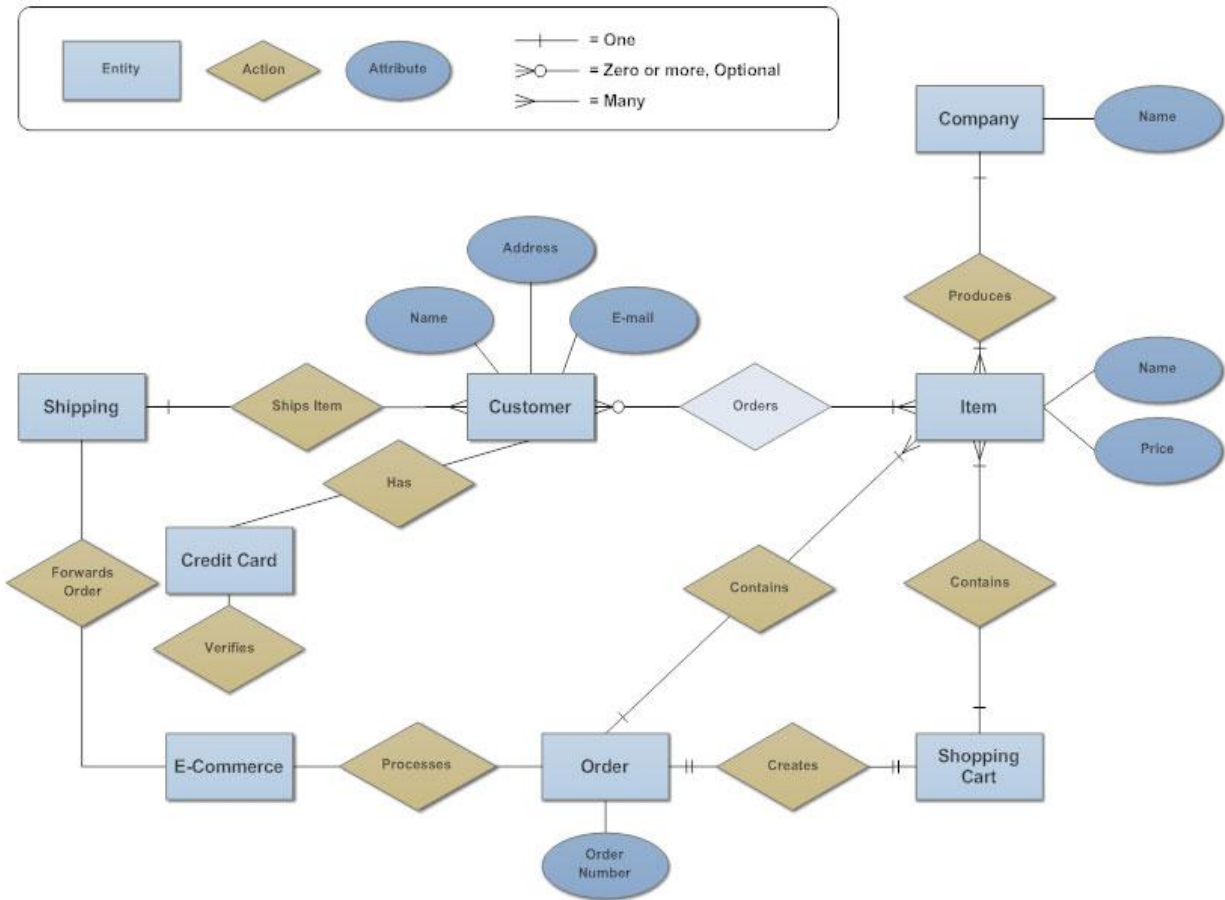 Entity
Action
Attribute
= One
= Zero or more, Optional
= Many
Company
Name
Address
Produces
Name
E-mail
Name
Shipping
Ships Item
Customer
Orders
Item
Price
Has
Credit Card
Forwards
Order
Contains
Contains
Verifies
E-Commerce
Processes
Order
Creates
Shopping
Cart
Order
Number